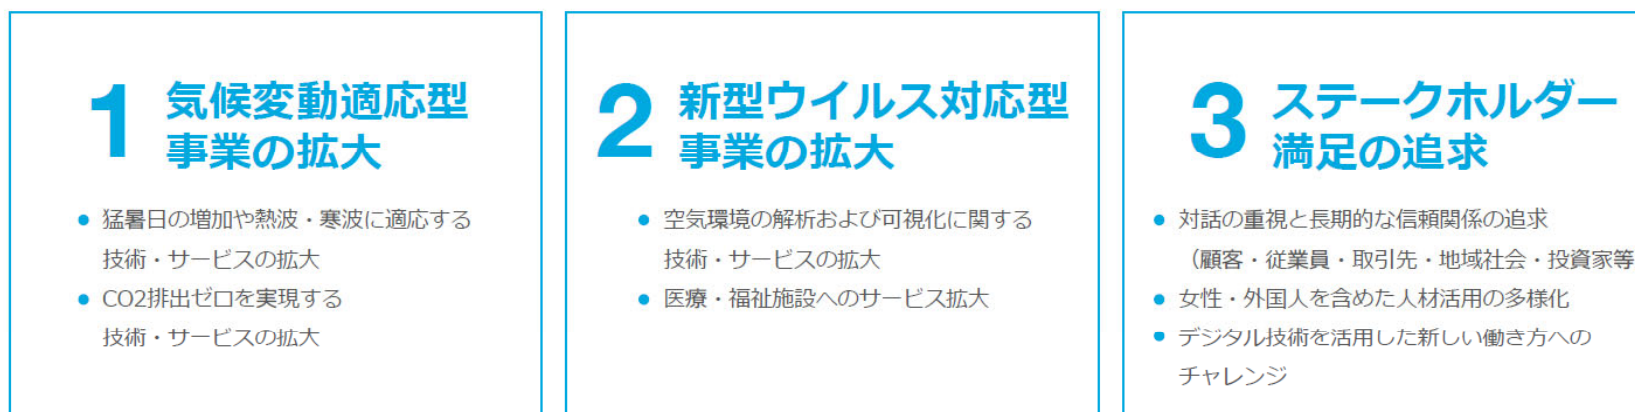 1 気候変動適応型
事業の拡大
● 猛暑日の増加や熱波・寒波に適応する
技術・サービスの拡大
● CO2排出ゼロを実現する
技術・サービスの拡大
2 新型ウイルス対応型
事業の拡大
● 空気環境の解析および可視化に関する
技術・サービスの拡大
● 医療・福祉施設へのサービス拡大
3 ステークホルダー
満足の追求
● 対話の重視と長期的な信頼関係の追求
（顧客・従業員・取引先・地域社会・投資家等
● 女性・外国人を含めた人材活用の多様化
● デジタル技術を活用した新しい働き方への
チャレンジ